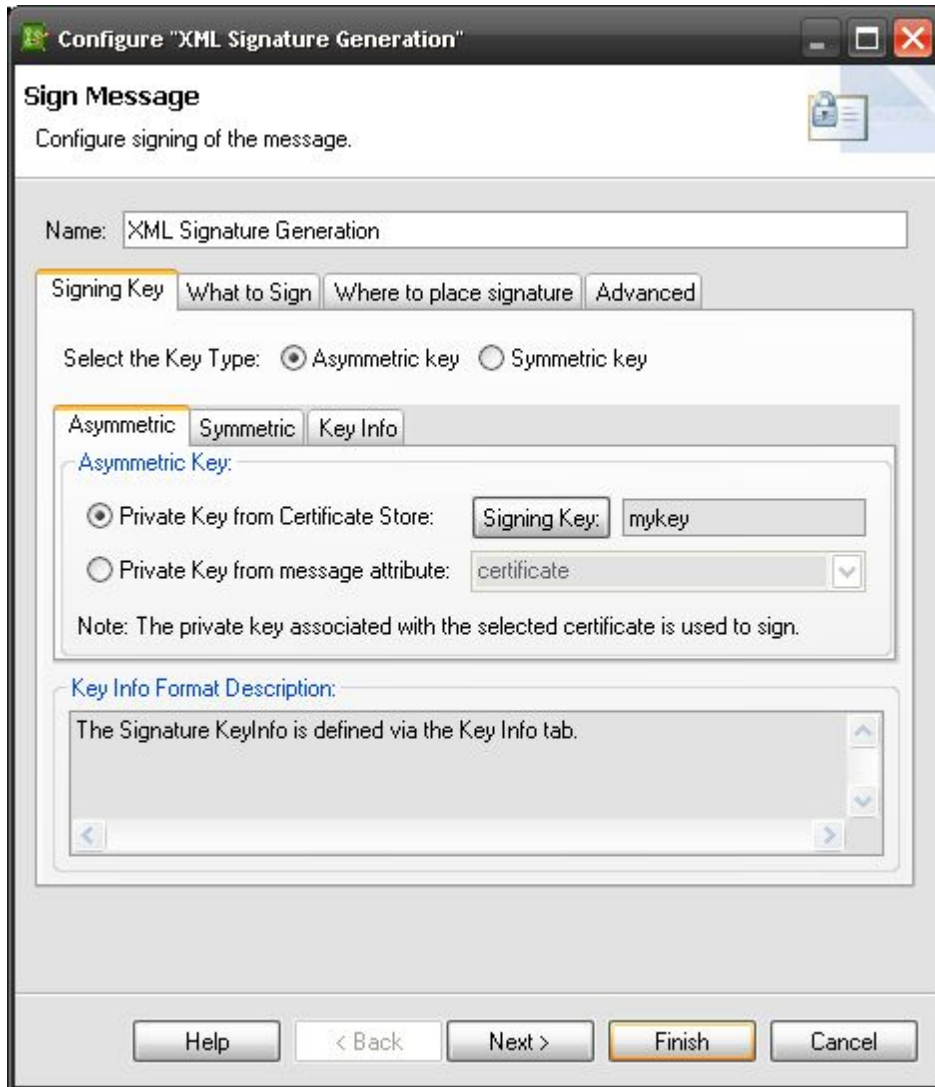 Configure "XML Signature Generation"
Sign Message
Configure signing of the message.
Name: XML Signature Generation
Signing Key What to Sign Where to place signature Advanced
Select the Key Type: Asymmetric key Symmetric key
Asymmetric Symmetric Key Info
Asymmetric Key:
Private Key from Certificate Store: Signing Key: mykey
Private Key from message attribute: certificate
Note: The private key associated with the selected certificate is used to sign.
Key Info Format Description:
The Signature KeyInfo is defined via the Key Info tab.
Help < Back Next > Finish Cancel